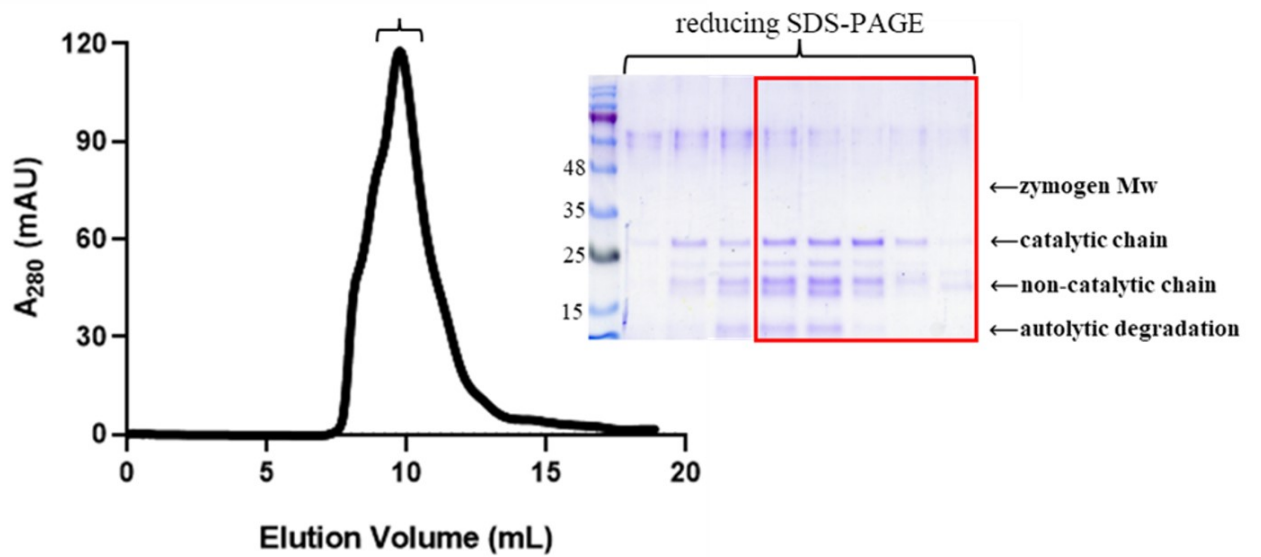 reducing SDS-PAGE
120
90
60
30
0
A280 (mAU)
0 5 10 15 20
Elution Volume (mL)
48
35
25
15
←zymogen Mw
←catalytic chain
←non-catalytic chain
←autolytic degradation